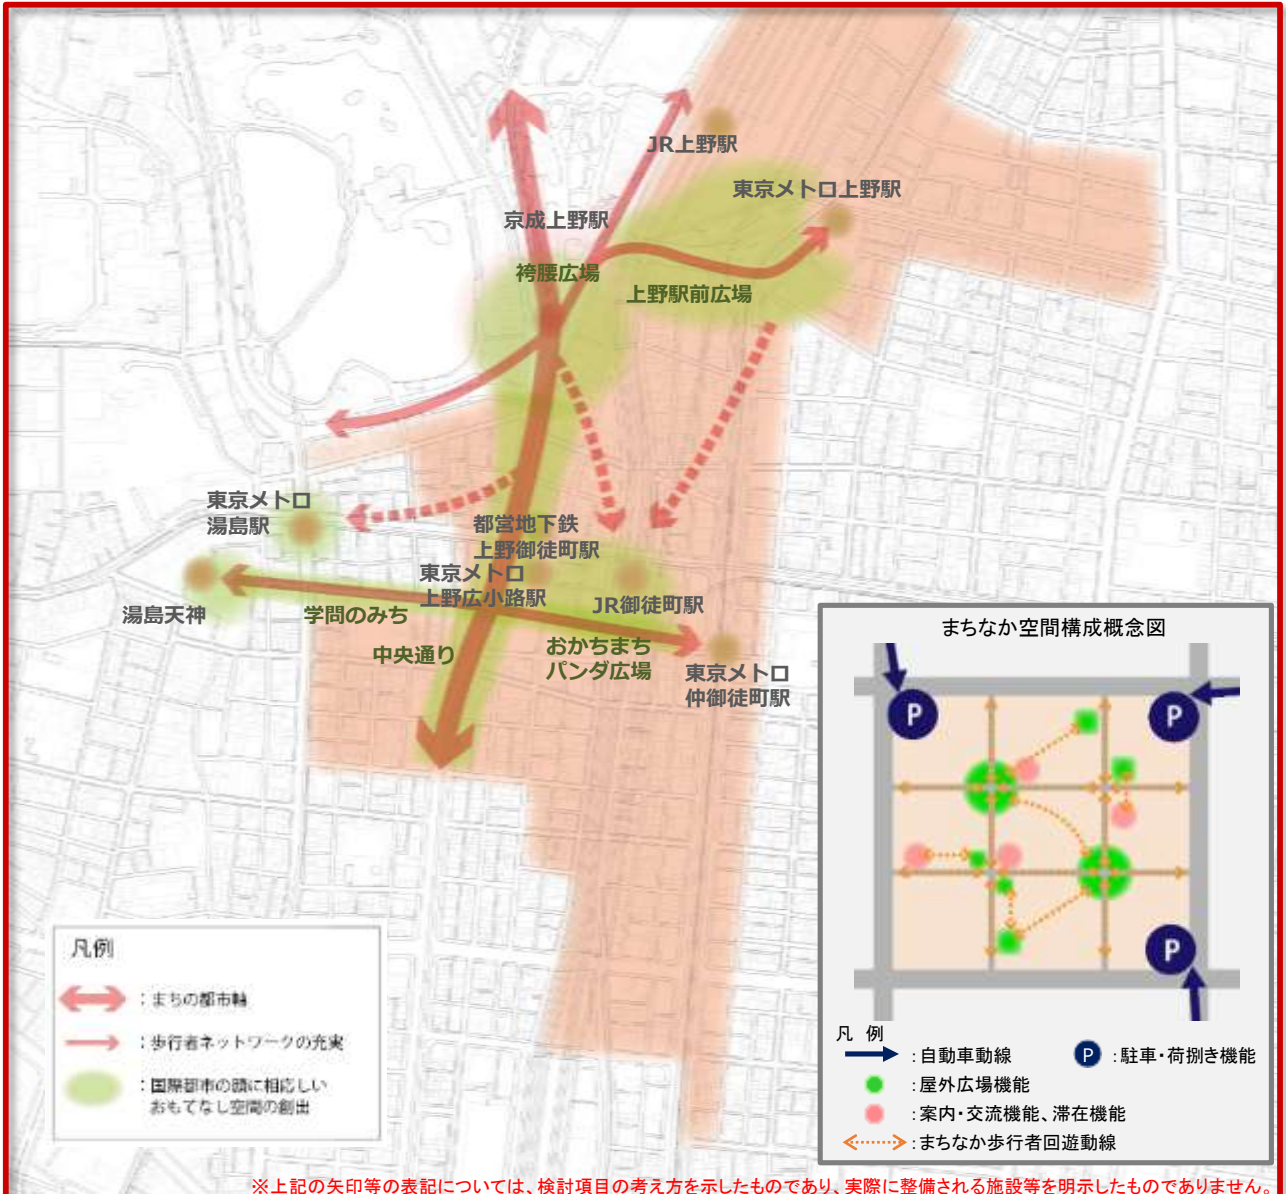 JR上野駅
東京メトロ上野駅
京成上野駅
袴腰広場
上野駅前広場
東京メトロ
湯島駅
都営地下鉄
上野御徒町駅
東京メトロ
上野広小路駅
湯島天神
学問のみち
JR御徒町駅
中央通り
おかちまち
パンダ広場
東京メトロ
仲御徒町駅
凡例
：まちの都市軸
：歩行者ネットワークの充実
：国際都市の顔に相応しい
おもてなし空間の創出
まちなか空間構成概念図
P
P
P
凡 例
：自動車動線
P ：駐車・荷捌き機能
：屋外広場機能
：案内・交流機能、滞在機能
：まちなか歩行者回遊動線
※上記の矢印等の表記については、検討項目の考え方を示したものであり、実際に整備される施設等を明示したものでありません。